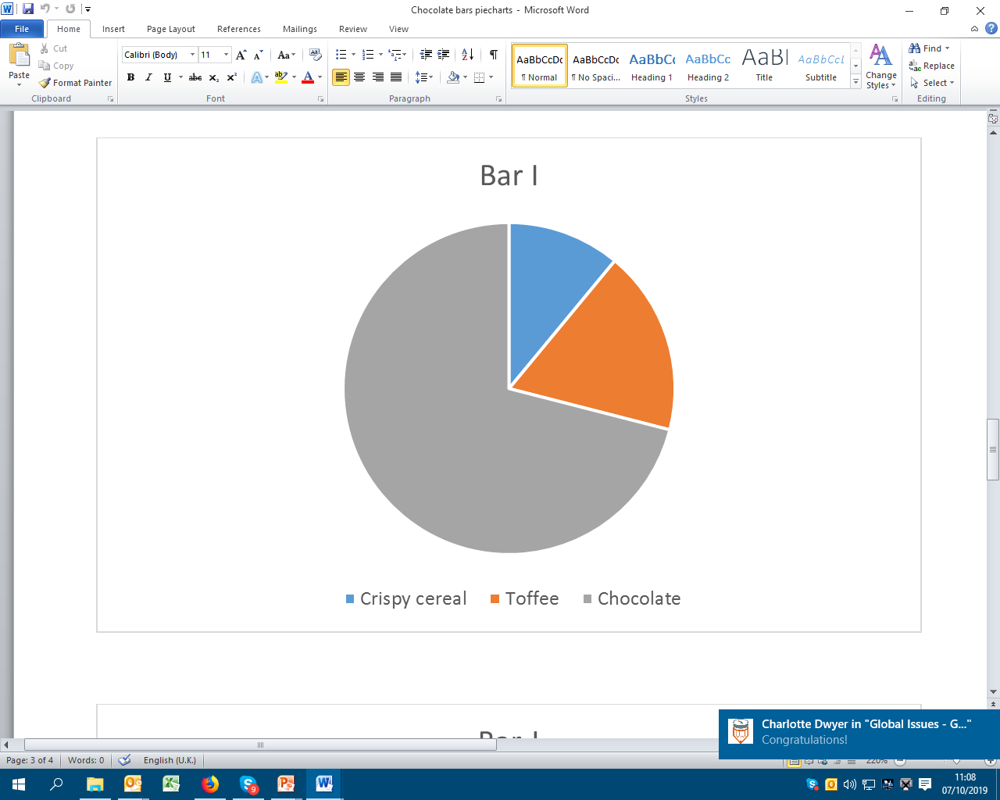 Chocolate bars piecharts - Microsoft Word
File Home Insert Page Layout References Mailings Review View
Paste
Cut
Copy
Format Painter
Clipboard
Calibri (Body) 11
Font
Paragraph
AaBbCcDc AaBbCcDc AaBbCc AaBbCc AaBl AaBbCcL
¶ Normal ¶ No Spaci... Heading 1 Heading 2 Title Subtitle
Change Styles
Styles
Find
Replace
Select
Editing
Bar I
Crispy cereal Toffee Chocolate
Charlotte Dwyer in "Global Issues - G..."
Congratulations!
Page: 3 of 4 Words: 0 English (U.K.) 220%
9
11:08
07/10/2019